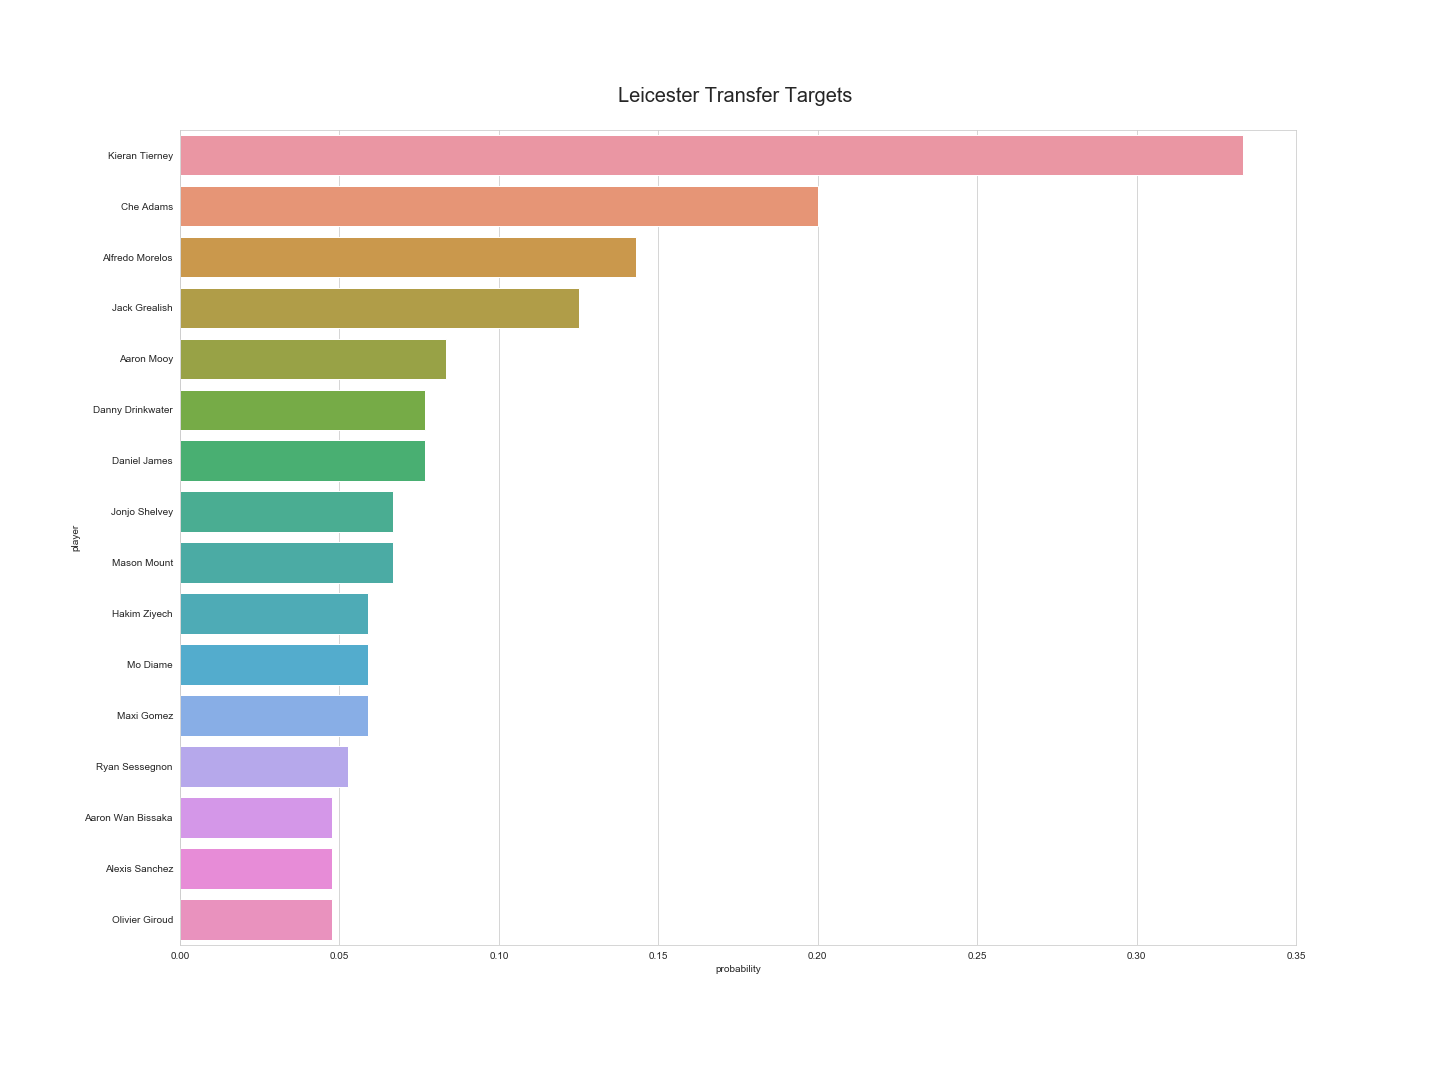 Leicester Transfer Targets
Kieran Tierney
Che Adams
Alfredo Morelos
Jack Grealish
Aaron Mooy
Danny Drinkwater
Daniel James
Jonjo Shelvey
player
Mason Mount
Hakim Ziyech
Mo Diame
Maxi Gomez
Ryan Sessegnon
Aaron Wan Bissaka
Alexis Sanchez
Olivier Giroud
0.00 0.05 0.10 0.15 0.20 0.25 0.30 0.35
probability